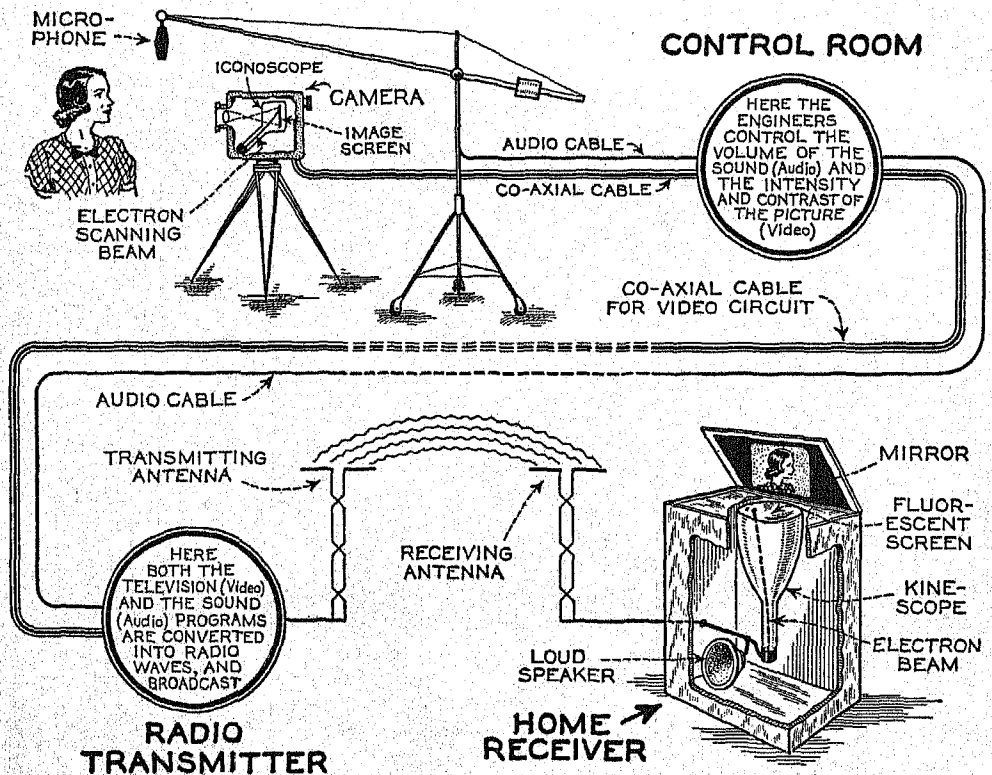 MICRO-
PHONE
ICONOSCOPE
CAMERA
IMAGE
SCREEN
ELECTRON
SCANNING
BEAM
CONTROL ROOM
AUDIO CABLE
CO-AXIAL CABLE
HERE THE
ENGINEERS
CONTROL THE
VOLUME OF THE
SOUND (Audio) AND
THE INTENSITY
AND CONTRAST OF
THE PICTURE
(Video)
CO-AXIAL CABLE
FOR VIDEO CIRCUIT
AUDIO CABLE
TRANSMITTING
ANTENNA
RECEIVING
ANTENNA
HERE
BOTH THE
TELEVISION (Video)
AND THE SOUND
(Audio) PROGRAMS
ARE CONVERTED
INTO RADIO
WAVES, AND
BROADCAST
RADIO
TRANSMITTER
MIRROR
FLUOR-
ESCENT
SCREEN
KINE-
SCOPE
ELECTRON
BEAM
LOUD
SPEAKER
HOME
RECEIVER